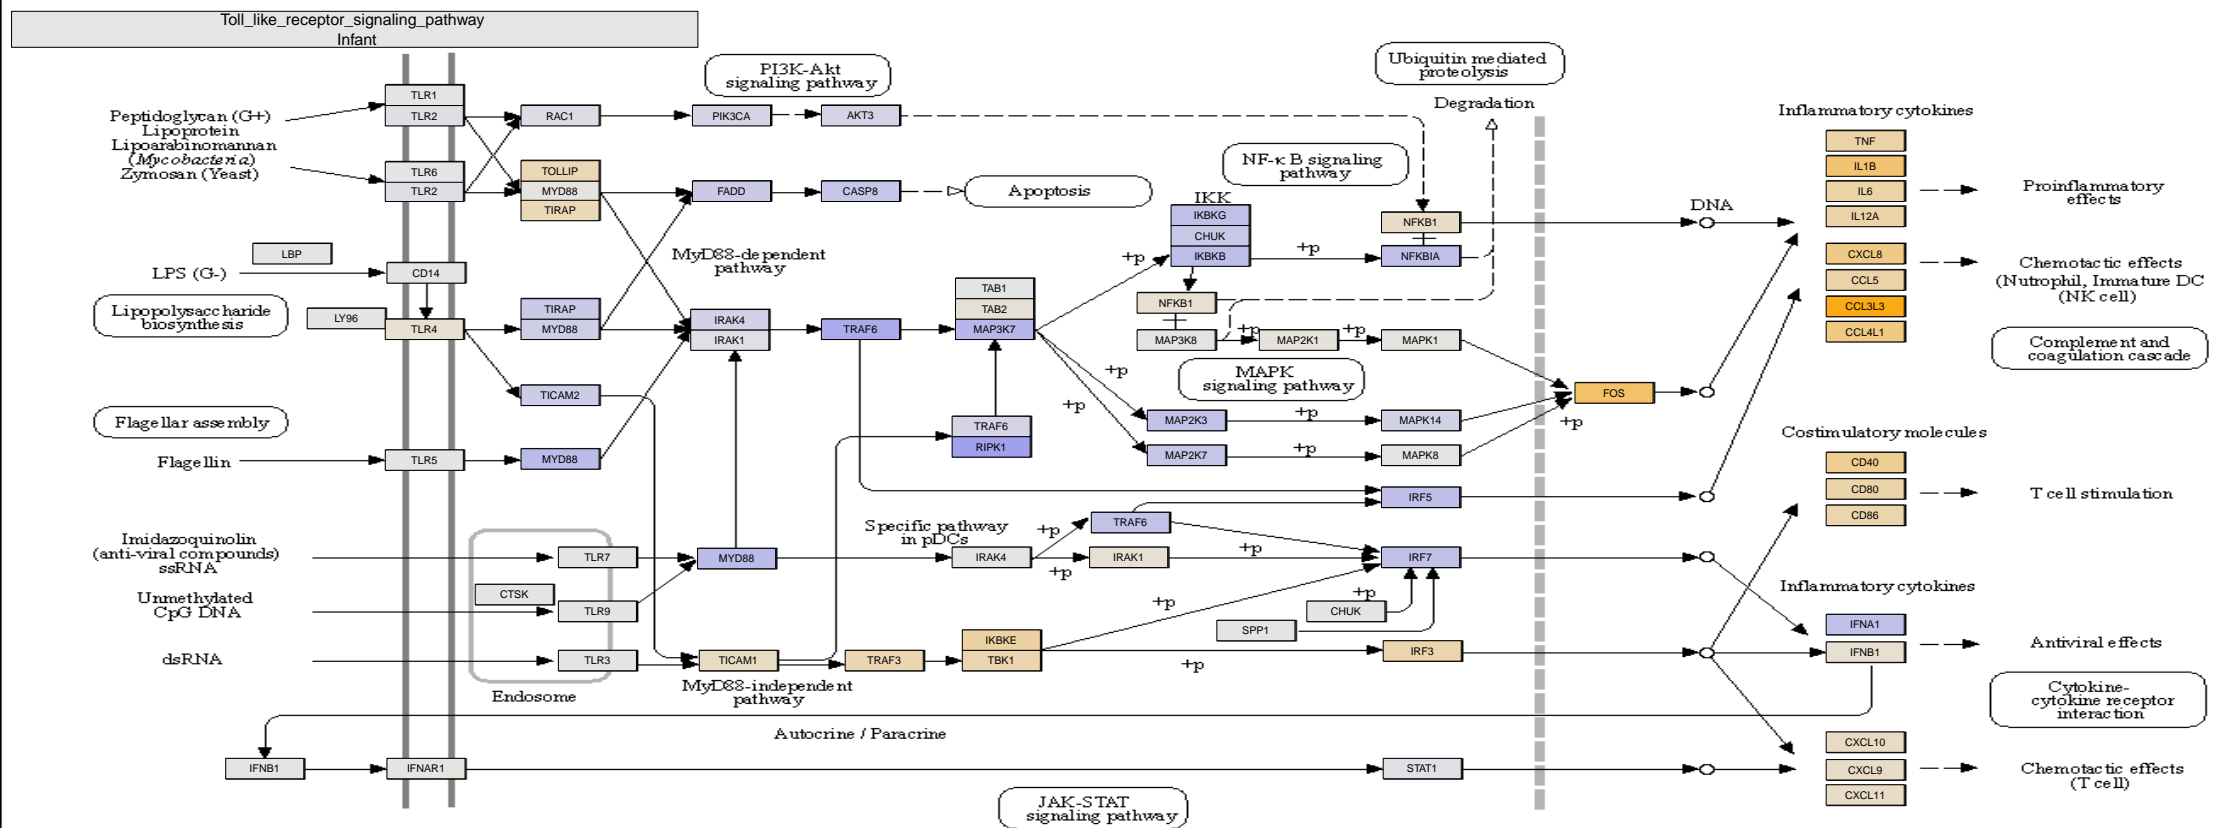 Toll_like_receptor_signaling_pathway
Infant
PI3K-Akt
signaling pathway
Ubiquitin mediated
proteolysis
Degradation
Inflammatory cytokines
TLR1
TLR2
Peptidoglycan (G+)
Lipoprotein
Lipoarabinomannan
(Mycobacteria)
Zymosan (Yeast)
RAC1
PIK3CA
AKT3
TNF
IL1B
IL6
IL12A
Proinflammatory
effects
TLR6
TLR2
TOLLIP
MYD88
TIRAP
FADD
CASP8
Apoptosis
NF-κ B signaling
pathway
IKK
IKBKG
CHUK
IKBKB
NFKB1
NFKBIA
+p
+p
DNA
LBP
LPS (G-)
CD14
MyD88-dependent
pathway
CXCL8
CCL5
CCL3L3
CCL4L1
Chemotactic effects
(Nutrophil, Immature DC
(NK cell)
Lipopolysaccharide
biosynthesis
LY96
TLR4
TIRAP
MYD88
IRAK4
IRAK1
TRAF6
TAB1
TAB2
MAP3K7
NFKB1
MAP3K8
+p
MAP2K1
+p
MAPK1
Complement and
coagulation cascade
MAPK
signaling pathway
+p
+p
FOS
+p
TICAM2
Flagellar assembly
TRAF6
RIPK1
MAP2K3
+p
MAPK14
MAP2K7
+p
MAPK8
Costimulatory molecules
CD40
CD80
CD86
T cell stimulation
Flagellin
TLR5
MYD88
IRF5
Specific pathway
in pDCs
+p
TRAF6
Imidazoquinolin
(anti-viral compounds)
ssRNA
TLR7
MYD88
IRAK4
+p
IRAK1
+p
IRF7
Unmethylated
CpG DNA
CTSK
TLR9
+p
+p
CHUK
SPP1
Inflammatory cytokines
IFNA1
IFNB1
Antiviral effects
dsRNA
TLR3
TICAM1
TRAF3
IKBKE
TBK1
+p
IRF3
Endosome
MyD88-independent
pathway
Cytokine-
cytokine receptor
interaction
Autocrine / Paracrine
IFNB1
IFNAR1
STAT1
CXCL10
CXCL9
CXCL11
Chemotactic effects
(T cell)
JAK-STAT
signaling pathway